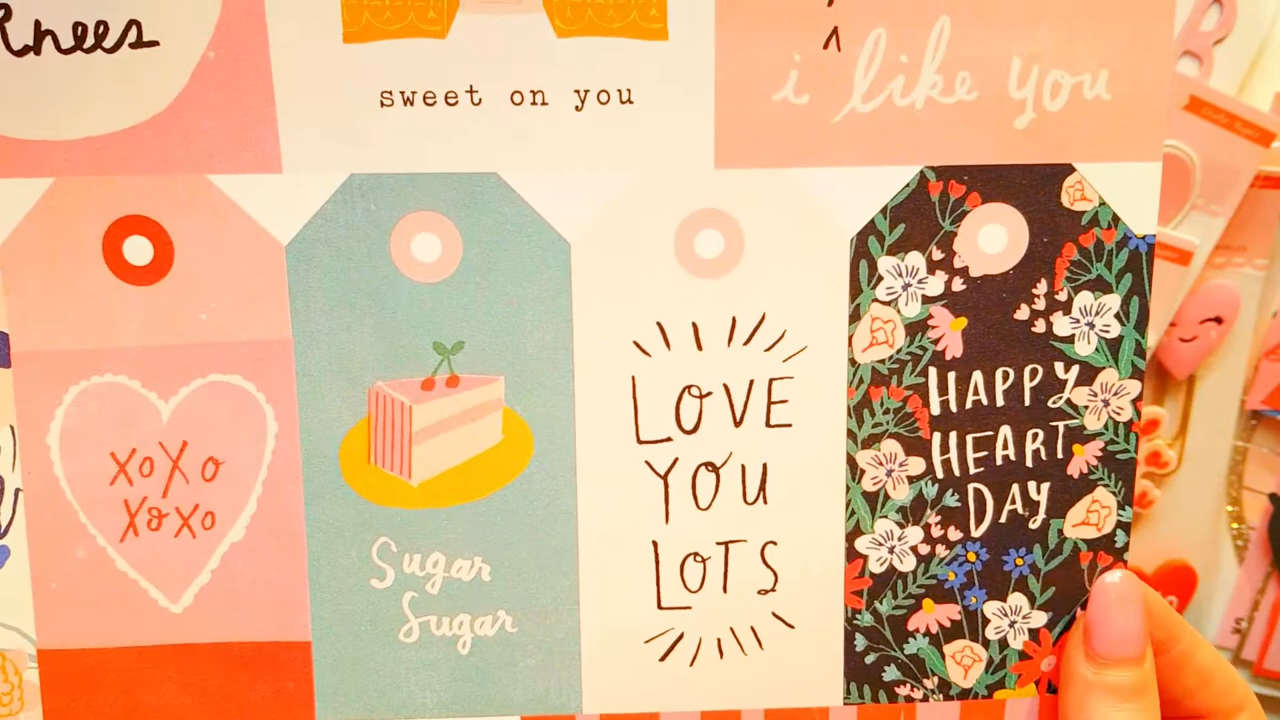 sweet on you
i like you
XoXo
XoXo
Sugar
Sugar
LOVE
YOU
LOTS
HAPPY
HEART
DAY